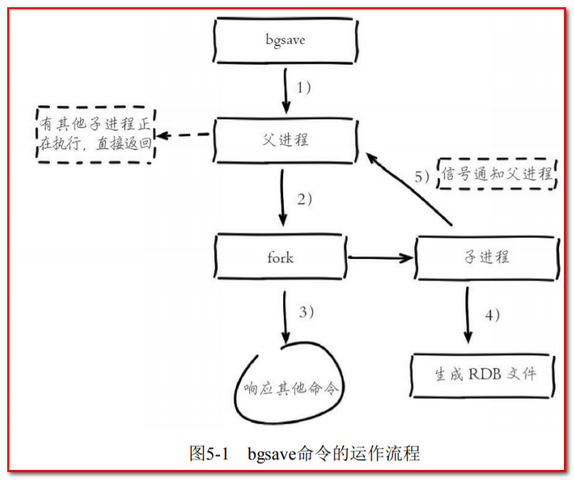 bgsave
1)
有其他子进程正
在执行，直接返回
父进程
5)
信号通知父进程
2)
fork
子进程
3)
4)
响应其他命令
生成 RDB 文件
图5-1 bgsave命令的运作流程